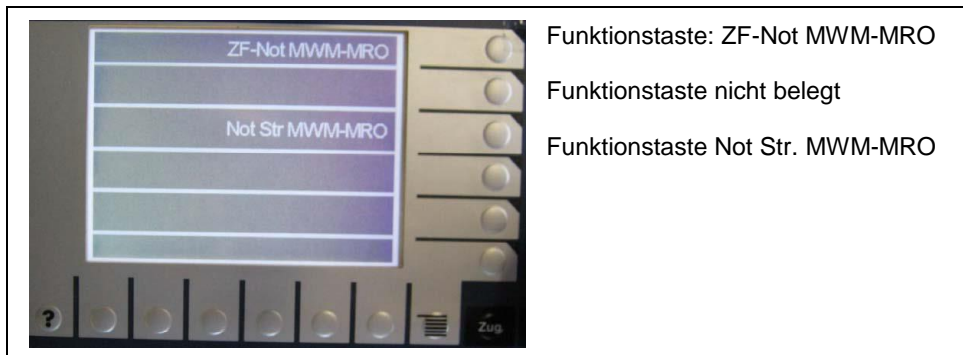 ZF-Not MWM-MRO
Not Str MWM-MRO
?
Zug.
Funktionstaste: ZF-Not MWM-MRO
Funktionstaste nicht belegt
Funktionstaste Not Str. MWM-MRO